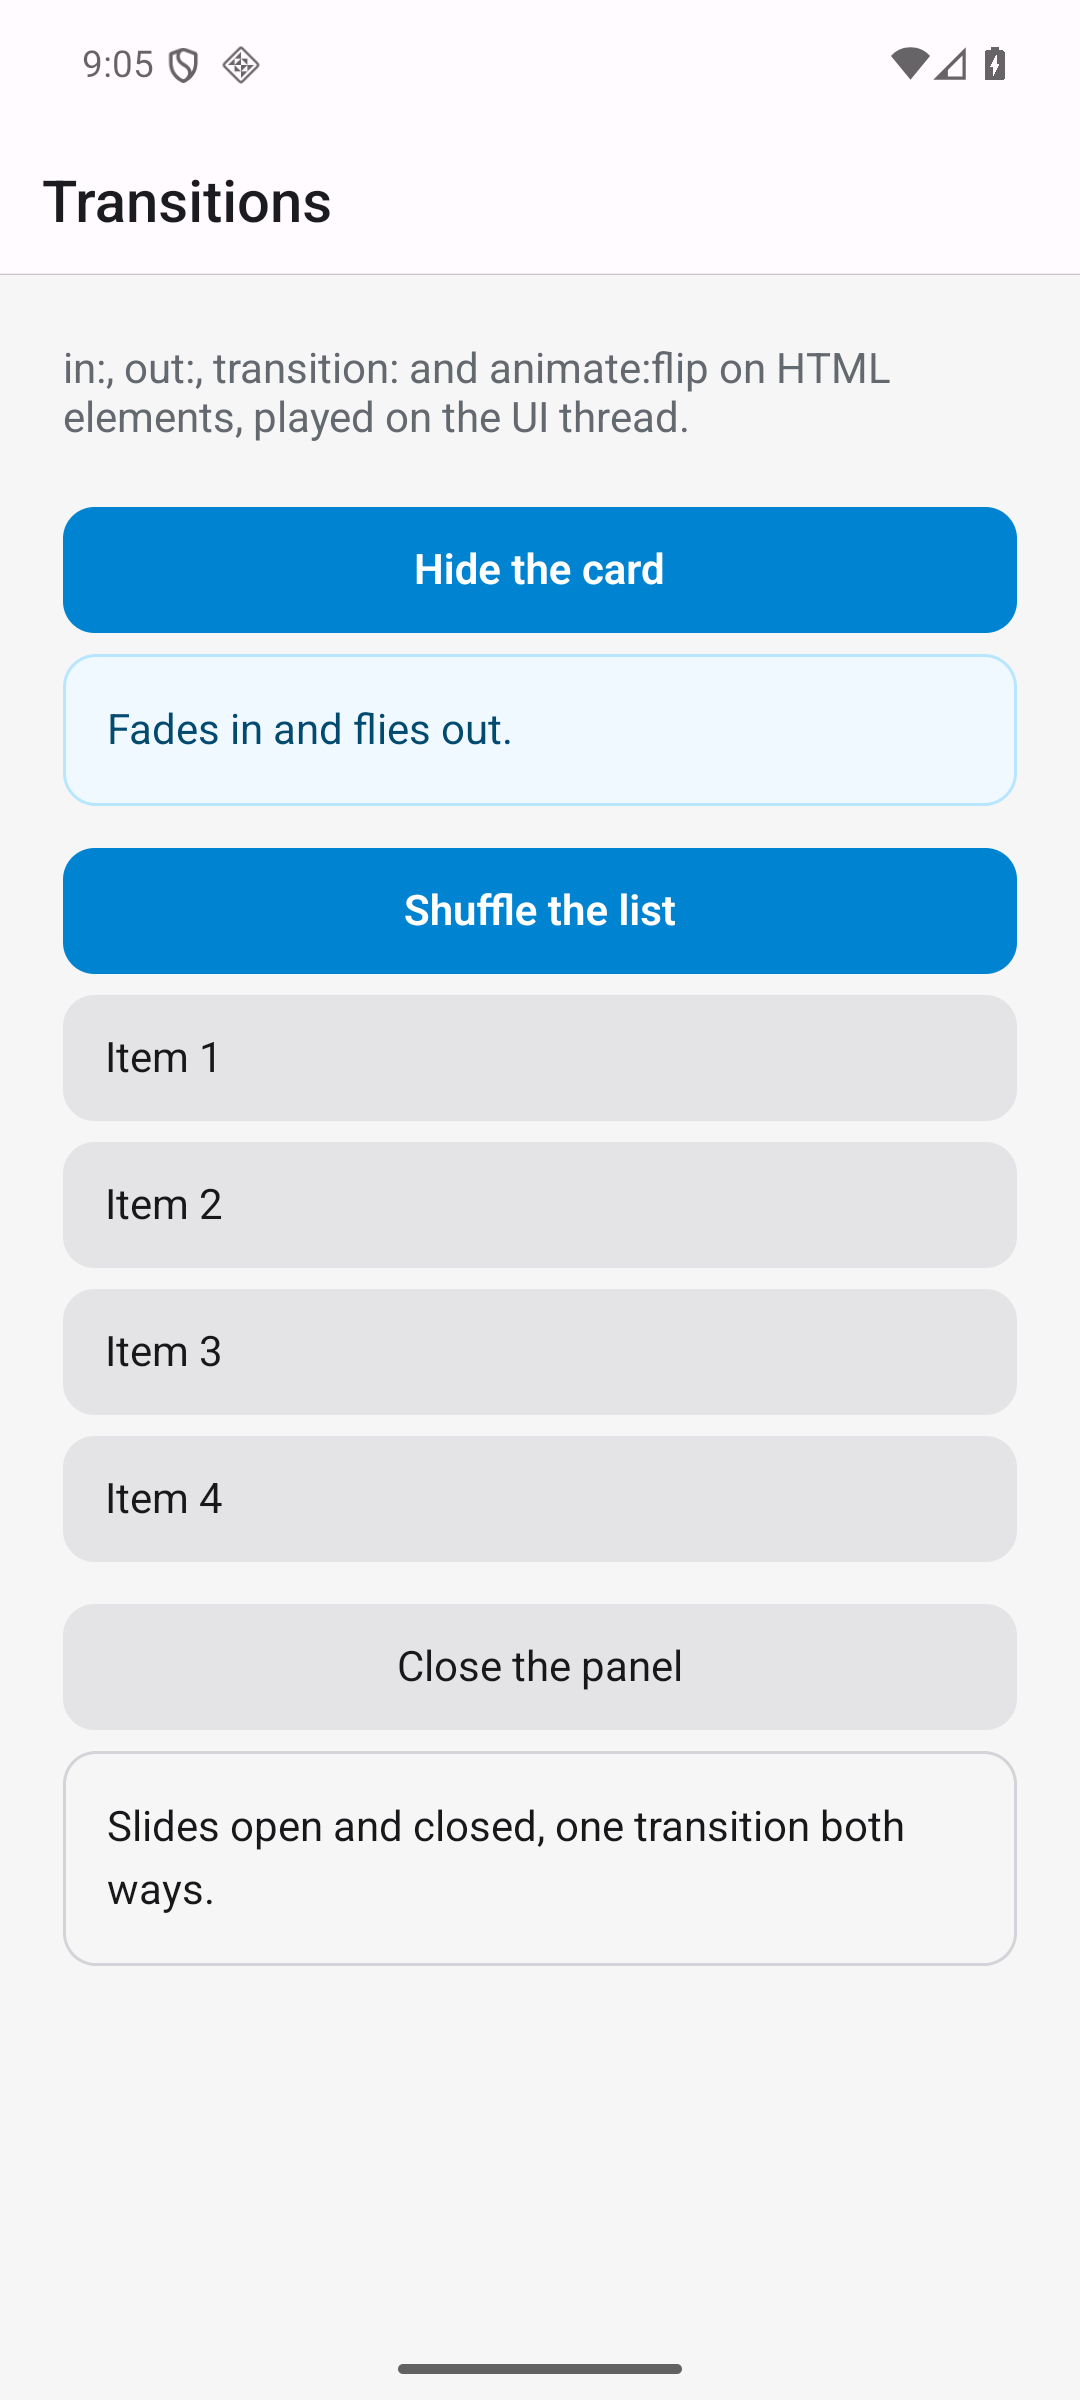 9:05
Transitions
in:, out:, transition: and animate:flip on HTML
elements, played on the UI thread.
Hide the card
Fades in and flies out.
Shuffle the list
Item 1
Item 2
Item 3
Item 4
Close the panel
Slides open and closed, one transition both
ways.